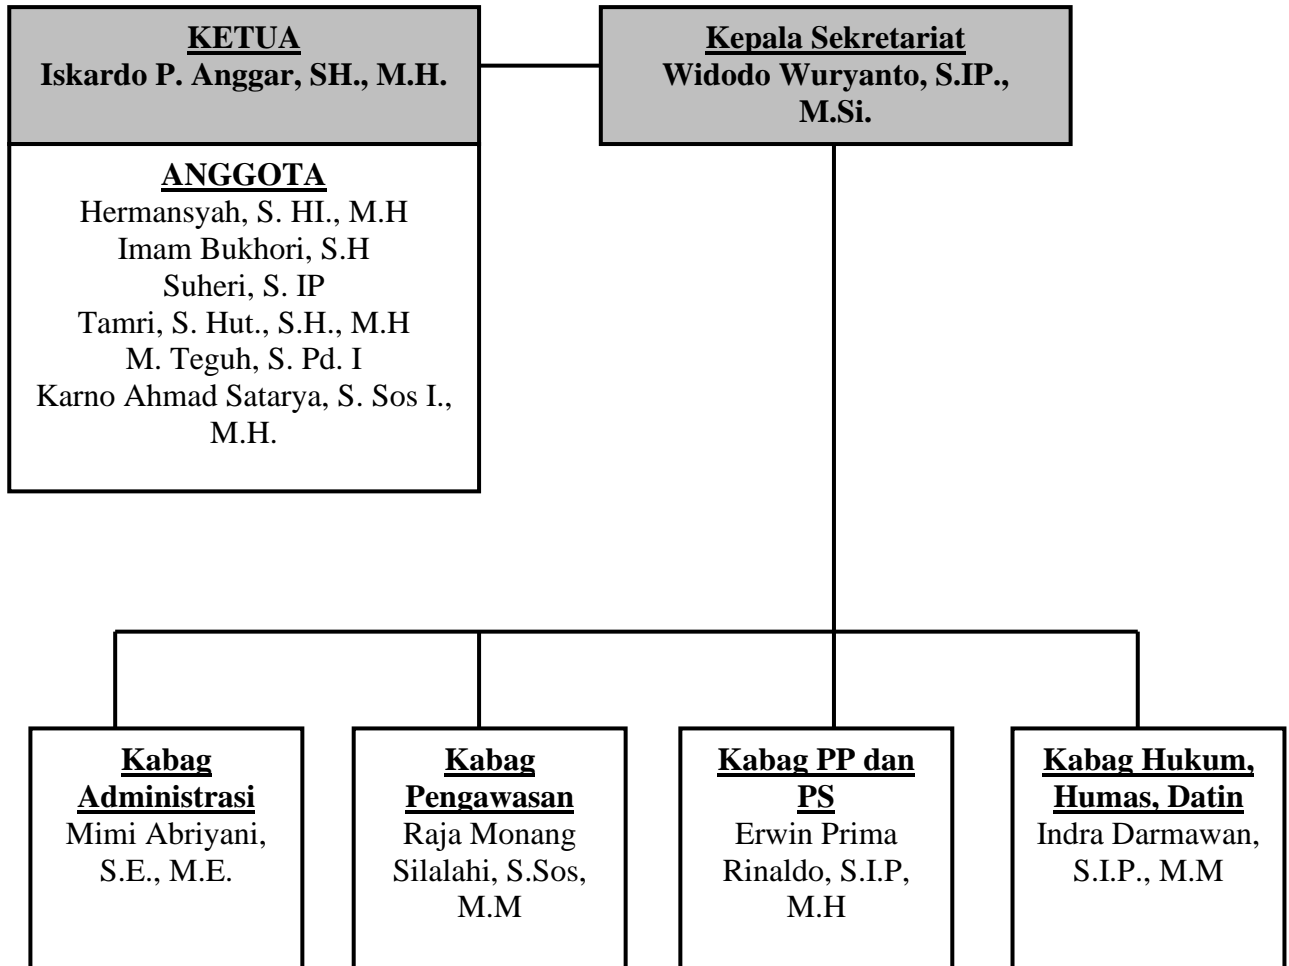 KETUA
Iskardo P. Anggar, SH., M.H.
Kepala Sekretariat
Widodo Wuryanto, S.IP.,
M.Si.
ANGGOTA
Hermansyah, S. HI., M.H
Imam Bukhori, S.H
Suheri, S. IP
Tamri, S. Hut., S.H., M.H
M. Teguh, S. Pd. I
Karno Ahmad Satarya, S. Sos I.,
M.H.
Kabag
Administrasi
Mimi Abriyani,
S.E., M.E.
Kabag
Pengawasan
Raja Monang
Silalahi, S.Sos,
M.M
Kabag PP dan
PS
Erwin Prima
Rinaldo, S.I.P,
M.H
Kabag Hukum,
Humas, Datin
Indra Darmawan,
S.I.P., M.M